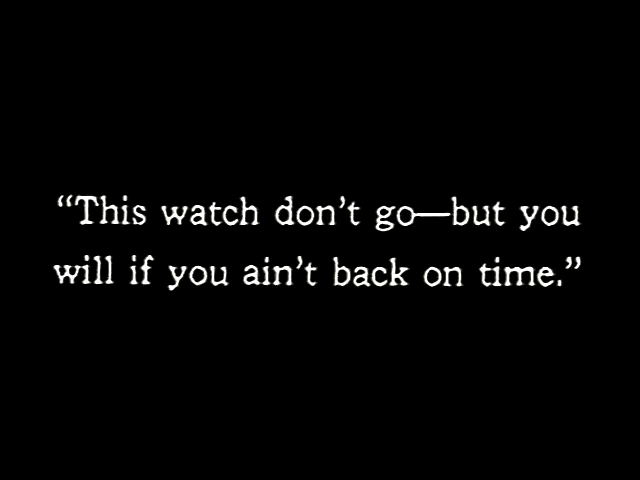 “This watch don’t go—but you
will if you ain’t back on time.”